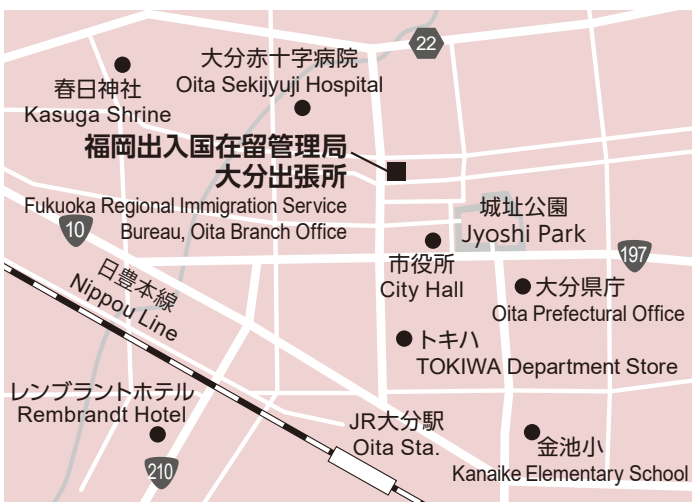 22
大分赤十字病院
Oita Sekijyuji Hospital
春日神社
Kasuga Shrine
福岡出入国在留管理局
大分出張所
Fukuoka Regional Immigration Service
Bureau, Oita Branch Office
城址公園
Jyoshi Park
10
197
市役所
City Hall
日豊本線
Nippou Line
大分県庁
Oita Prefectural Office
トキハ
TOKIWA Department Store
レンブラントホテル
Rembrandt Hotel
JR大分駅
Oita Sta.
金池小
Kanaike Elementary School
210